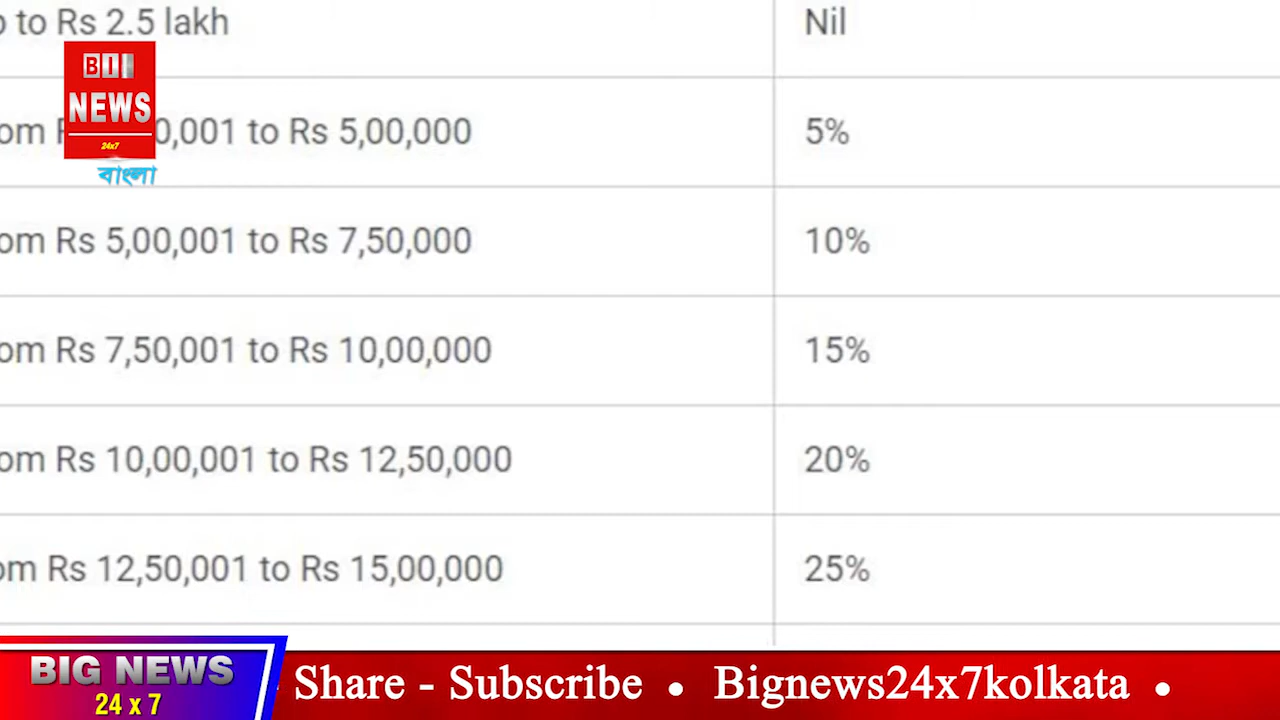 to Rs 2.5 lakh
Nil
BI
NEWS
24x7
বাংলা
0,001 to Rs 5,00,000
5%
om Rs 5,00,001 to Rs 7,50,000
10%
om Rs 7,50,001 to Rs 10,00,000
15%
om Rs 10,00,001 to Rs 12,50,000
20%
om Rs 12,50,001 to Rs 15,00,000
25%
BIG NEWS
24 x 7
Share - Subscribe • Bignews24x7kolkata •